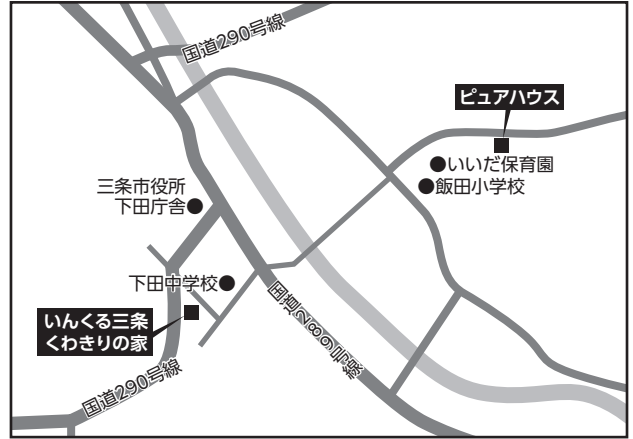 国道290号線
ピュアハウス
●いいだ保育園
●飯田小学校
三条市役所
下田庁舎●
下田中学校●
いんくる三条
くわきりの家
国道289号線
国道290号線